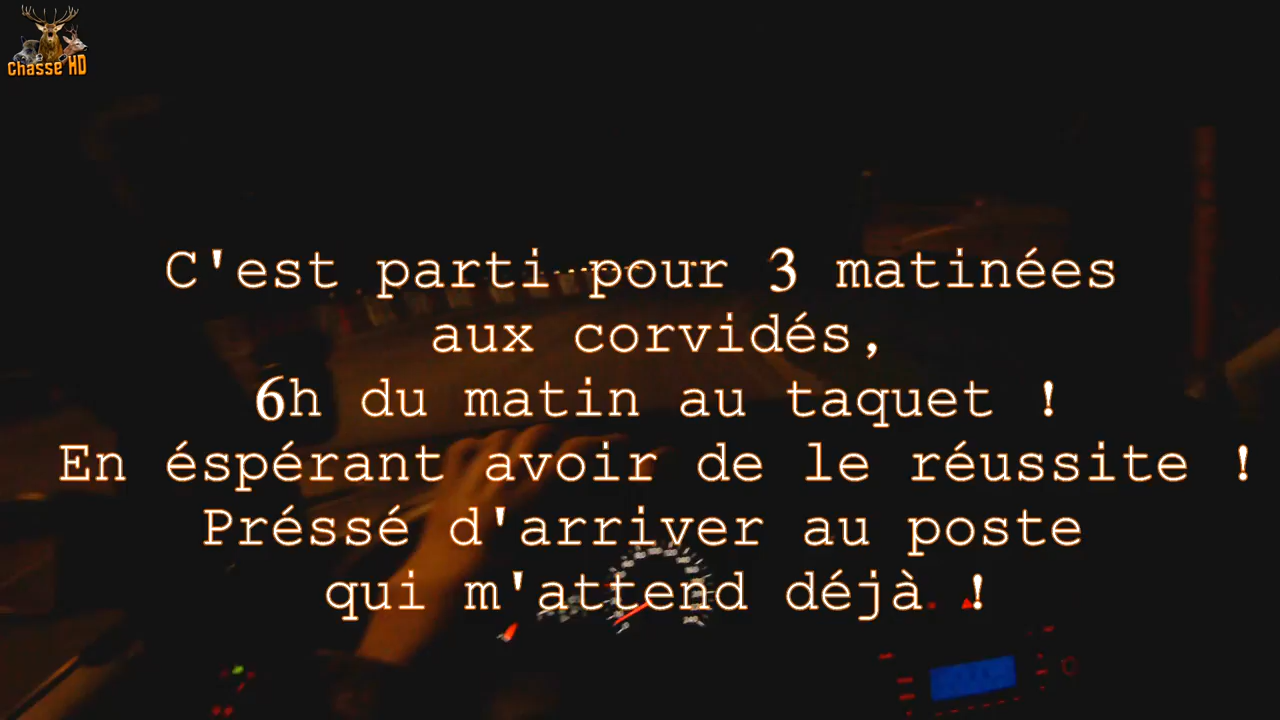 Chasse HD
C'est parti pour 3 matinées
aux corvidés,
6h du matin au taquet !
En éspérant avoir de le réussite !
Préssé d'arriver au poste
qui m'attend déjà !
240